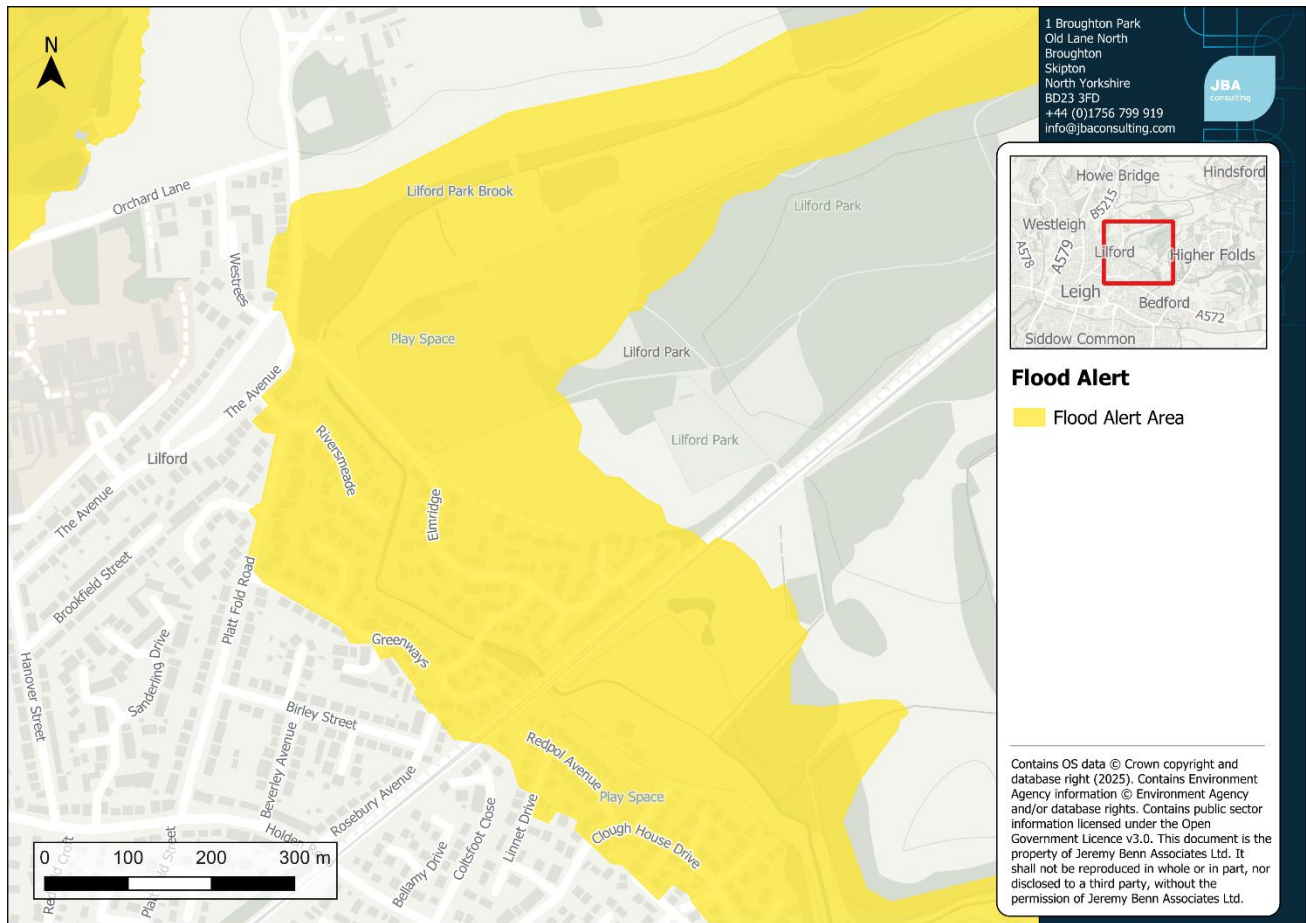 N
Orchard Lane
Westrees
Lilford Park Brook
Lilford Park
Play Space
Lilford Park
The Avenue
Lilford Park
Riversmeade
Lilford
Elmridge
The Avenue
Brookfield Street
Platt Fold Road
Sanderling Drive
Greenways
Hanover Street
Birley Street
Beverley Avenue
Redpol Avenue
Rosebury Avenue
Play Space
Coltsfoot Close
Linnet Drive
Clough House Drive
Bellamy Drive
0 100 200 300 m
1 Broughton Park
Old Lane North
Broughton
Skipton
North Yorkshire
BD23 3FD
+44 (0)1756 799 919
info@jbaconsulting.com
JBA
consulting
Howe Bridge
Hindsford
B5215
Westleigh
A578
A579
Lilford
Higher Folds
Leigh
Bedford
A572
Siddow Common
Flood Alert
Flood Alert Area
Contains OS data © Crown copyright and
database right (2025). Contains Environment
Agency information © Environment Agency
and/or database rights. Contains public sector
information licensed under the Open
Government Licence v3.0. This document is the
property of Jeremy Benn Associates Ltd. It
shall not be reproduced in whole or in part, nor
disclosed to a third party, without the
permission of Jeremy Benn Associates Ltd.